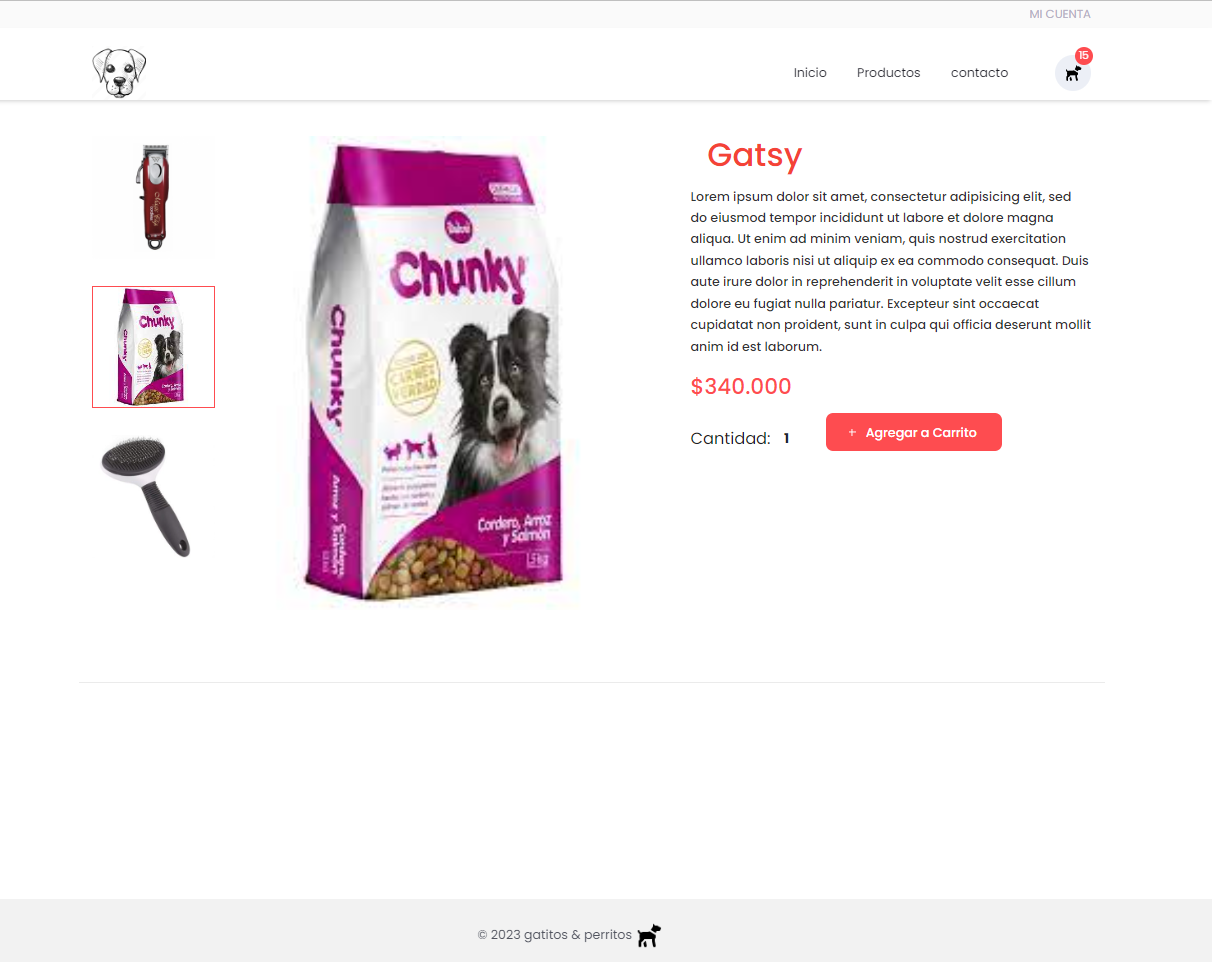 MI CUENTA
Inicio
Productos
contacto
15
Gatsy
Lorem ipsum dolor sit amet, consectetur adipisicing elit, sed
do eiusmod tempor incididunt ut labore et dolore magna
aliqua. Ut enim ad minim veniam, quis nostrud exercitation
ullamco laboris nisi ut aliquip ex ea commodo consequat. Duis
aute irure dolor in reprehenderit in voluptate velit esse cillum
dolore eu fugiat nulla pariatur. Excepteur sint occaecat
cupidatat non proident, sunt in culpa qui officia deserunt mollit
anim id est laborum.
$340.000
Cantidad: 1
+ Agregar a Carrito
Chunky
Chunky
CARNES
VERDAD
Cordero, Arroz
y Salmón
Arroz y Salmón
Cordero,
Chunky
Chunky
© 2023 gatitos & perritos